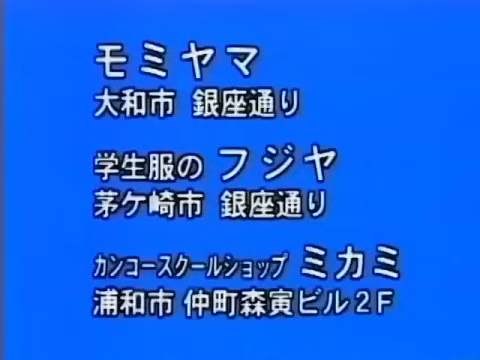 モミヤマ
大和市 銀座通り
学生服の フジヤ
茅ケ崎市 銀座通り
カンコースクールショップ ミカミ
浦和市 仲町森寅ビル2F